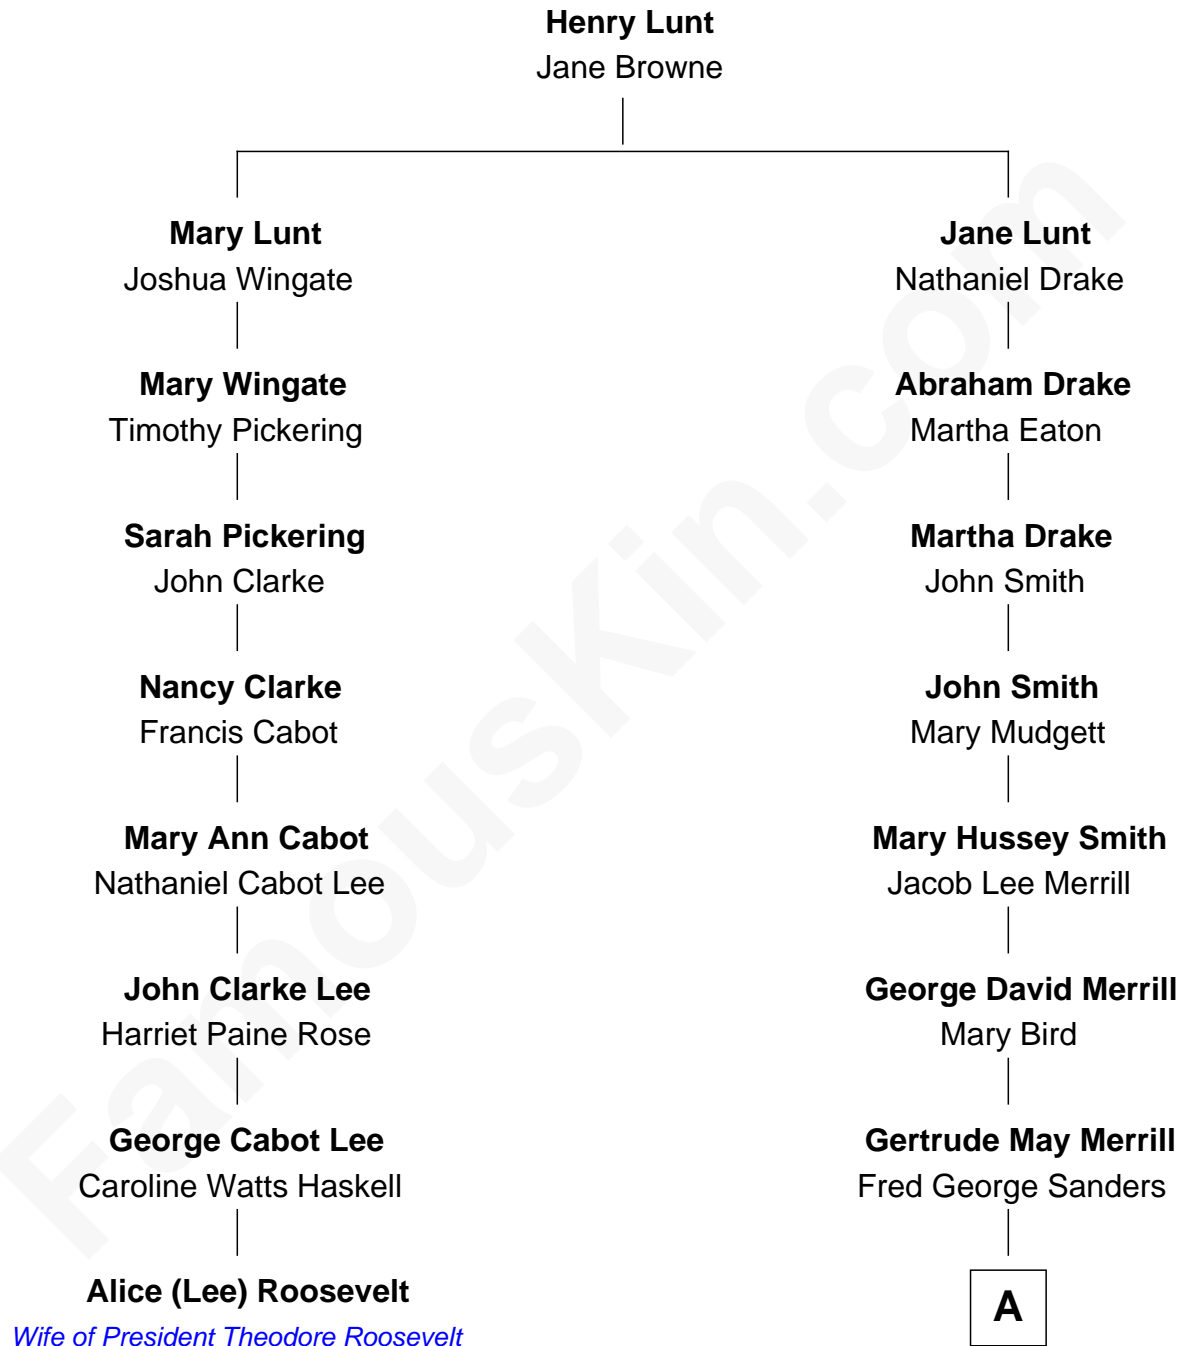 Henry Lunt
Jane Browne
Mary Lunt
Joshua Wingate
Jane Lunt
Nathaniel Drake
Mary Wingate
Timothy Pickering
Abraham Drake
Martha Eaton
Sarah Pickering
John Clarke
Martha Drake
John Smith
Nancy Clarke
Francis Cabot
John Smith
Mary Mudgett
Mary Ann Cabot
Nathaniel Cabot Lee
Mary Hussey Smith
Jacob Lee Merrill
John Clarke Lee
Harriet Paine Rose
George David Merrill
Mary Bird
George Cabot Lee
Caroline Watts Haskell
Gertrude May Merrill
Fred George Sanders
Alice (Lee) Roosevelt
Wife of President Theodore Roosevelt
A
FamousKin.com